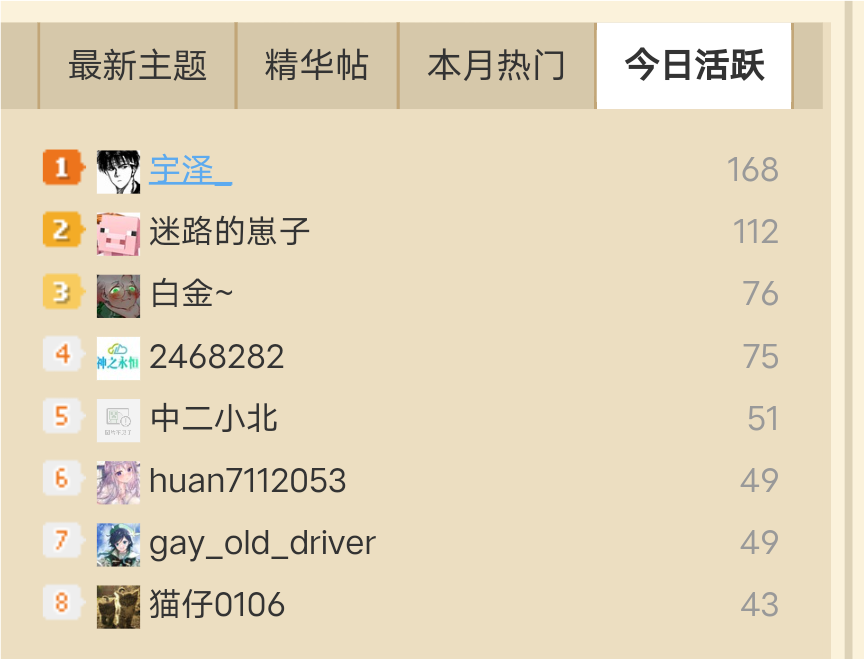 最新主题 精华帖 本月热门 今日活跃
1 宇泽_ 168
2 迷路的崽子 112
3 白金~ 76
4 神之永恒 2468282 75
5 中二小北 51
6 huan7112053 49
7 gay_old_driver 49
8 猫仔0106 43